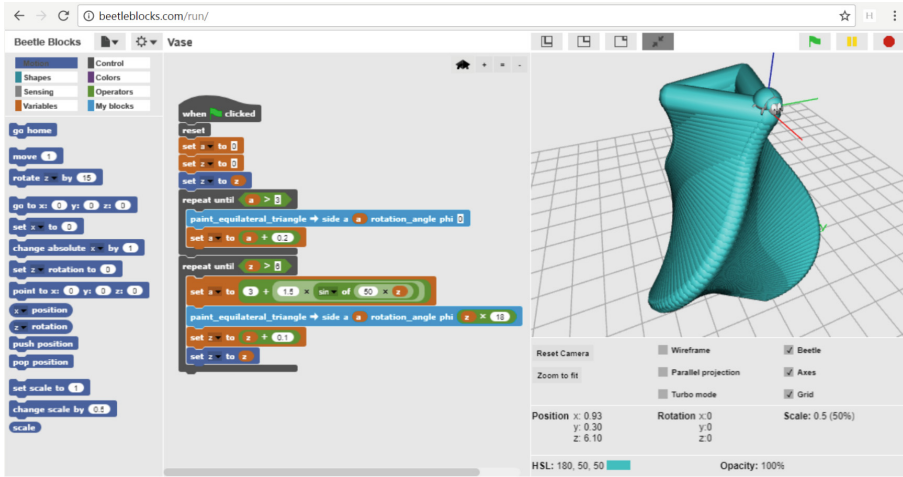 beetleblocks.com/run/
H
Beetle Blocks
Vase
Motion Control
Shapes Colors
Sensing Operators
Variables My blocks
go home
move 1
rotate z by 15
go to x: 0 y: 0 z: 0
set x to 0
change absolute x by 1
set z rotation to 0
point to x: 0 y: 0 z: 0
x position
z rotation
push position
pop position
set scale to 1
change scale by 0.5
scale
+ = -
when clicked
reset
set a to 0
set z to 0
set z to z
repeat until a > 3
paint_equilateral_triangle → side a a rotation_angle phi 0
set a to a + 0.2
repeat until z > 6
set a to 3 + 1.5 × sin of 50 × z
paint_equilateral_triangle → side a a rotation_angle phi z × 18
set z to z + 0.1
set z to z
Reset Camera
Zoom to fit
Wireframe
Parallel projection
Turbo mode
Beetle
Axes
Grid
Position x: 0.93
y: 0.30
z: 6.10
Rotation x:0
y:0
z:0
Scale: 0.5 (50%)
HSL: 180, 50, 50
Opacity: 100%